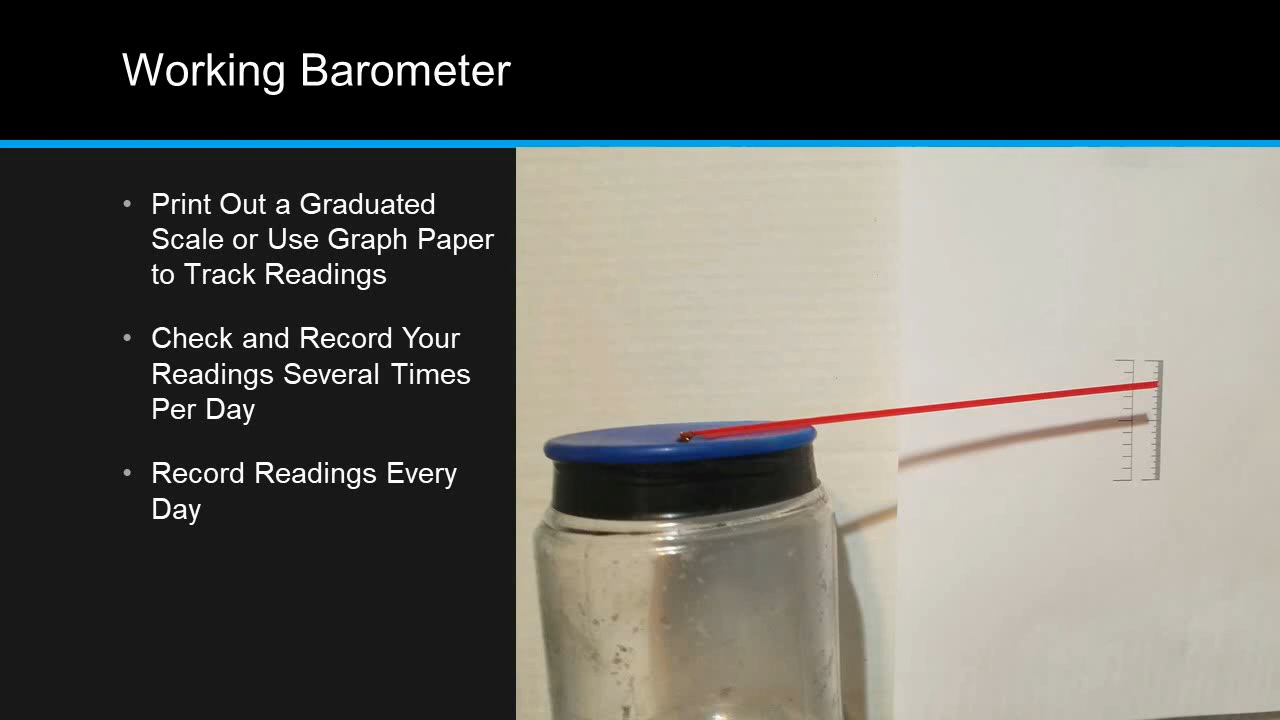 Working Barometer
• Print Out a Graduated
Scale or Use Graph Paper
to Track Readings
• Check and Record Your
Readings Several Times
Per Day
• Record Readings Every
Day